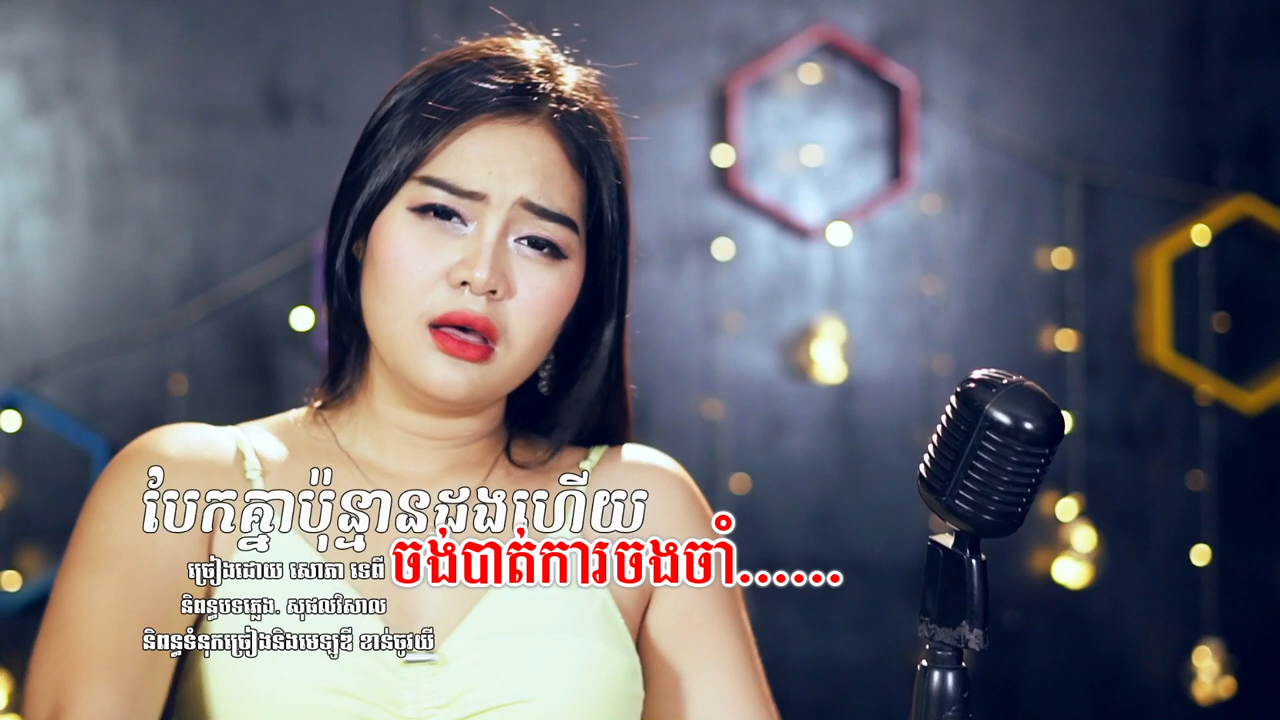 បែកគ្នាប៉ុន្មានដងហើយ
ចង់បាត់ការចងចាំ......
ច្រៀងដោយ សោភា ទេពី
និពន្ធបទភ្លេង. សុផលវិសាល
និពន្ធទំនុកច្រៀងនិងមេឡូឌី ខាន់ចូវយី